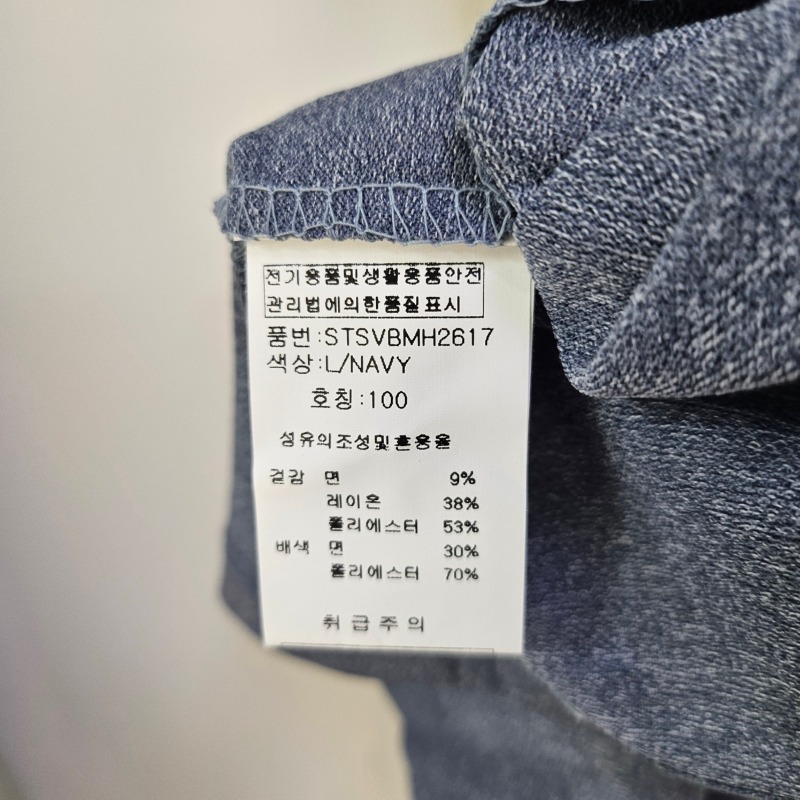 전기용품및생활용품안전
관리법에의한품질표시
품번:STSVBMH2617
색상:L/NAVY
호칭:100
섬유의조성및혼용율
겉감 면 9%
레이온 38%
폴리에스터 53%
배색 면 30%
폴리에스터 70%
취급주의